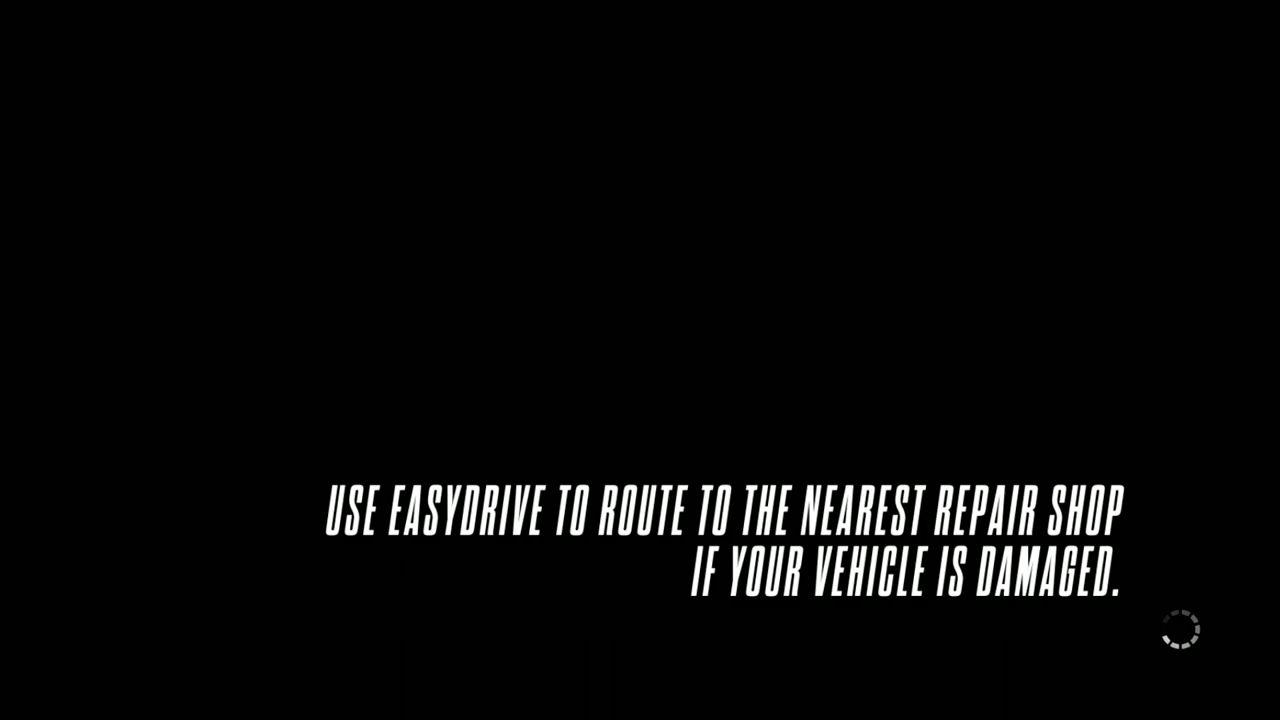 USE EASYDRIVE TO ROUTE TO THE NEAREST REPAIR SHOP
IF YOUR VEHICLE IS DAMAGED.